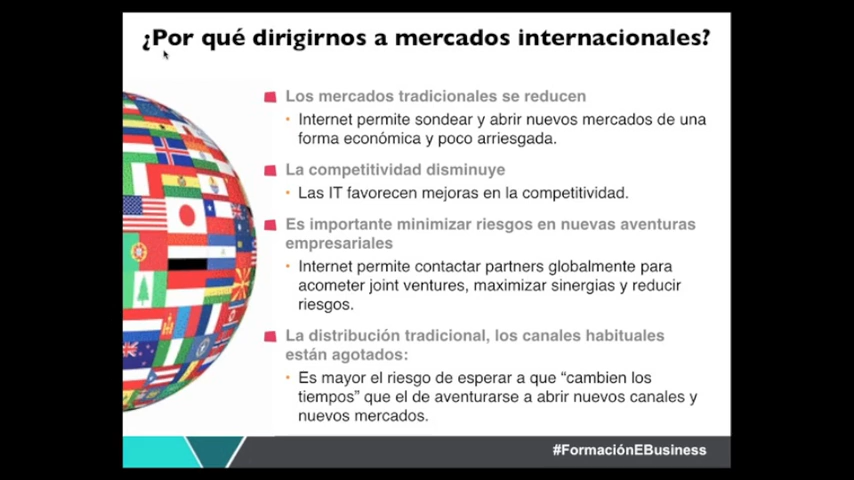 ¿Por qué dirigirnos a mercados internacionales?
Los mercados tradicionales se reducen
• Internet permite sondear y abrir nuevos mercados de una
forma económica y poco arriesgada.
La competitividad disminuye
• Las IT favorecen mejoras en la competitividad.
Es importante minimizar riesgos en nuevas aventuras
empresariales
• Internet permite contactar partners globalmente para
acometer joint ventures, maximizar sinergias y reducir
riesgos.
La distribución tradicional, los canales habituales
están agotados:
• Es mayor el riesgo de esperar a que “cambien los
tiempos” que el de aventurarse a abrir nuevos canales y
nuevos mercados.
#FormaciónEBusiness